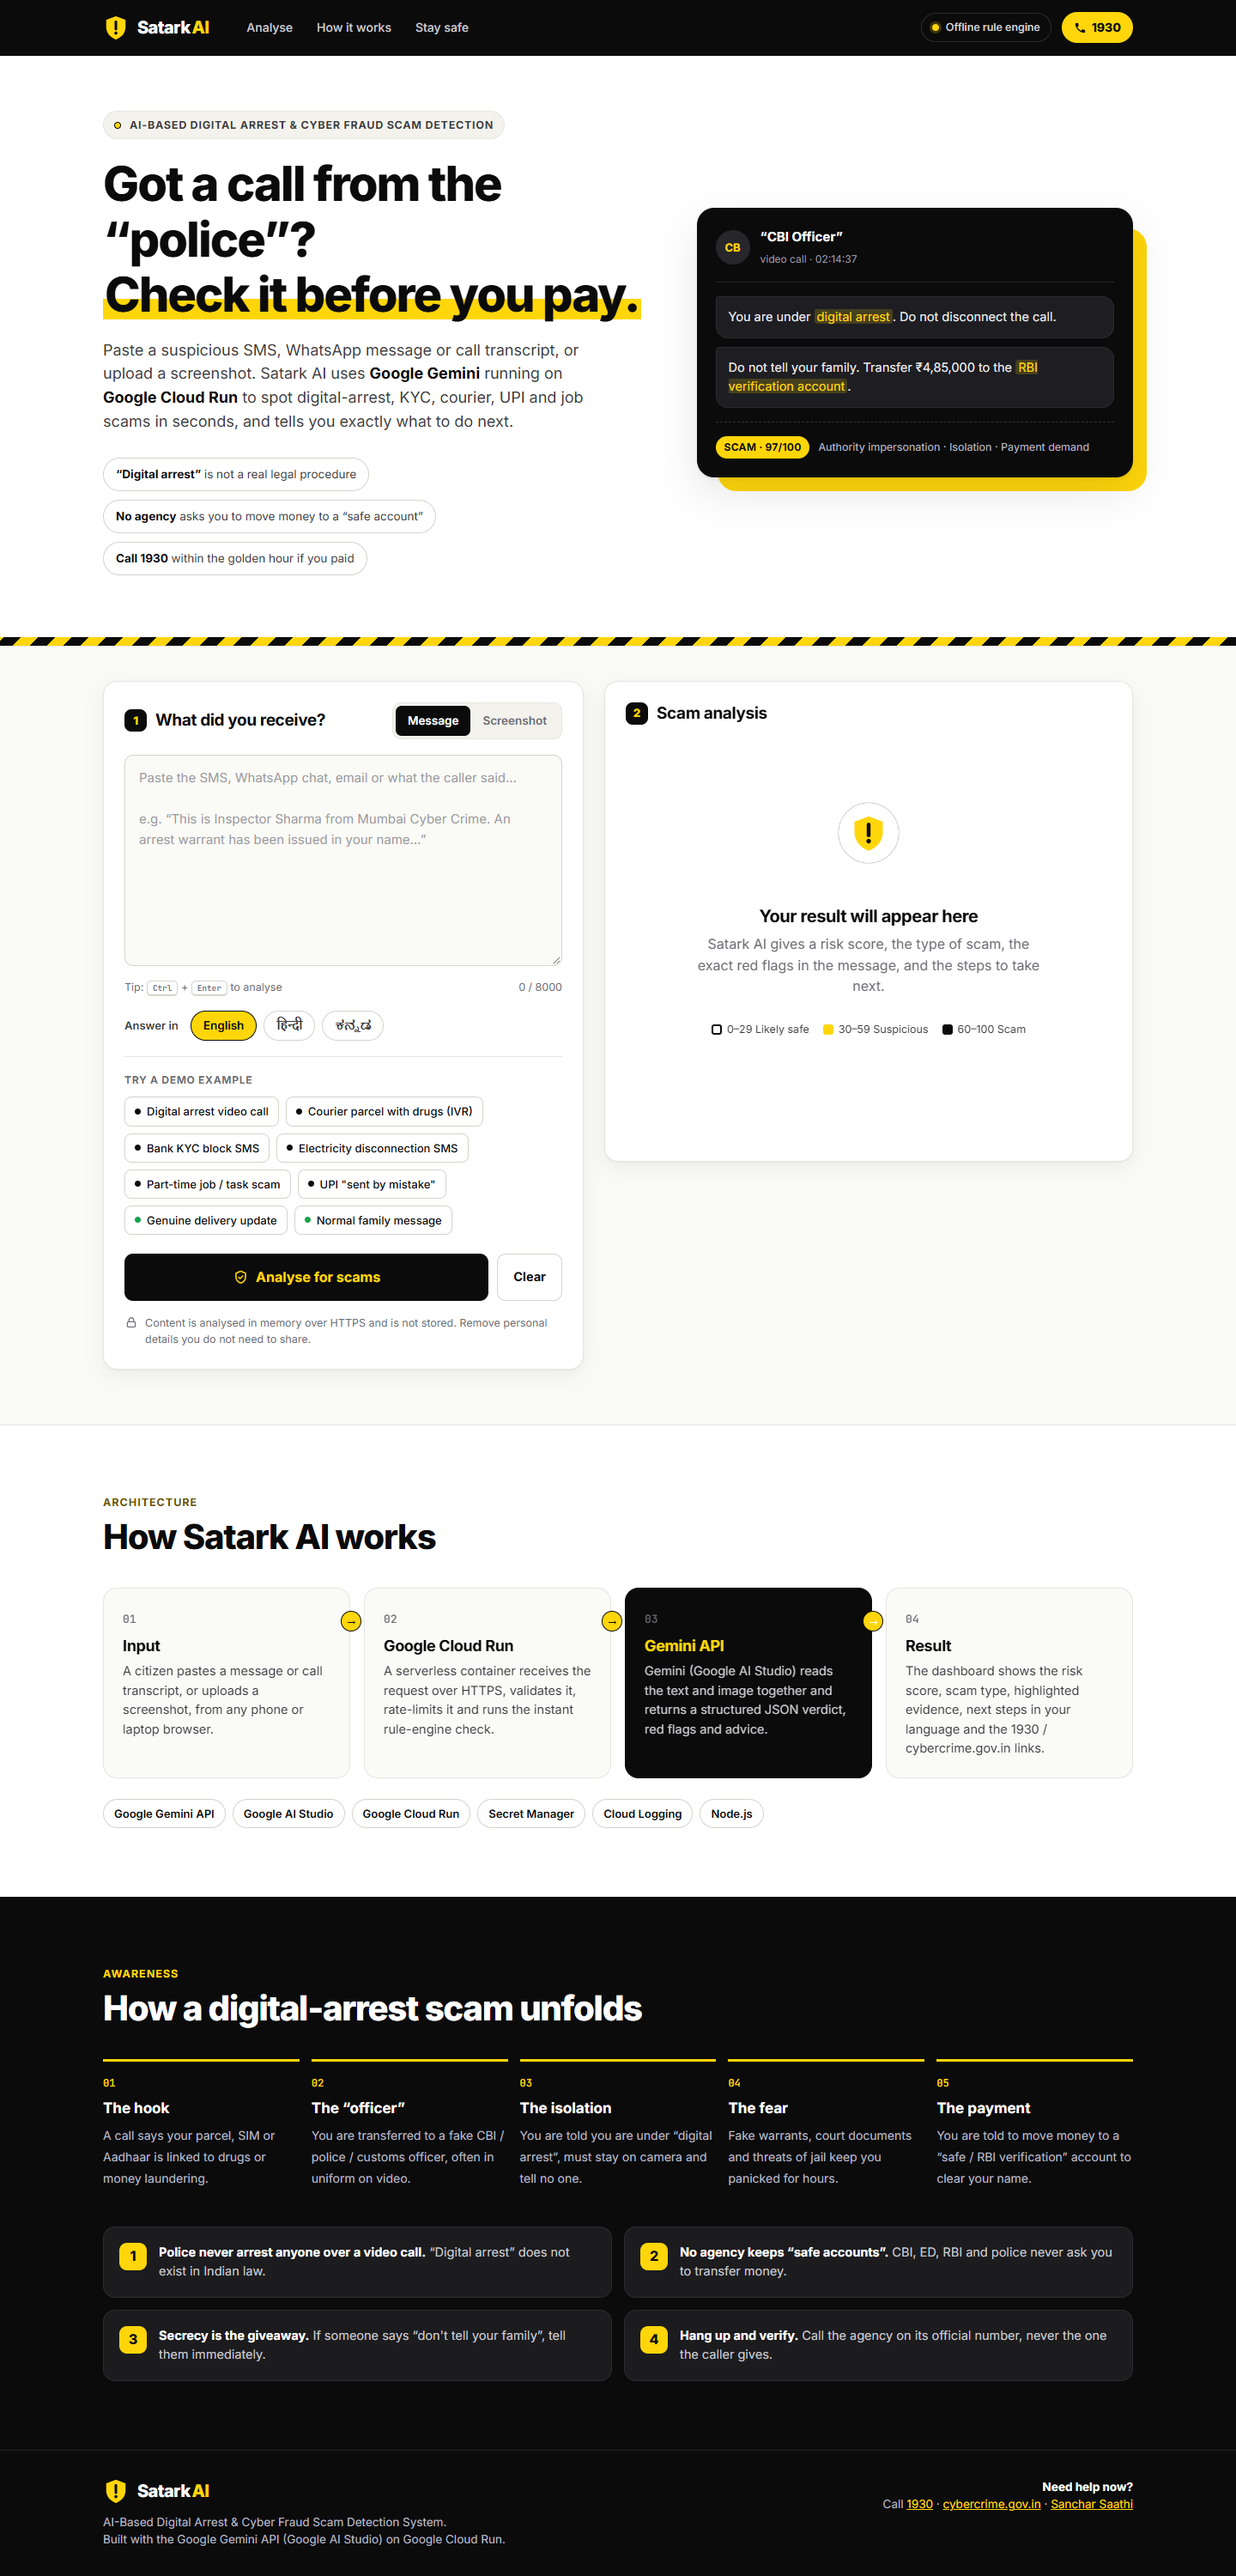 Satark AI
Analyse
How it works
Stay safe
Offline rule engine
1930
AI-BASED DIGITAL ARREST & CYBER FRAUD SCAM DETECTION
Got a call from the
“police”?
Check it before you pay.
Paste a suspicious SMS, WhatsApp message or call transcript, or
upload a screenshot. Satark AI uses Google Gemini running on
Google Cloud Run to spot digital-arrest, KYC, courier, UPI and job
scams in seconds, and tells you exactly what to do next.
“Digital arrest” is not a real legal procedure
No agency asks you to move money to a “safe account”
Call 1930 within the golden hour if you paid
CB
“CBI Officer”
video call · 02:14:37
You are under digital arrest. Do not disconnect the call.
Do not tell your family. Transfer ₹4,85,000 to the RBI
verification account.
SCAM · 97/100
Authority impersonation · Isolation · Payment demand
1
What did you receive?
Message
Screenshot
Paste the SMS, WhatsApp chat, email or what the caller said...
e.g. “This is Inspector Sharma from Mumbai Cyber Crime. An
arrest warrant has been issued in your name...”
Tip: Ctrl + Enter to analyse
0 / 8000
Answer in
English
हिन्दी
ಕನ್ನಡ
TRY A DEMO EXAMPLE
Digital arrest video call
Courier parcel with drugs (IVR)
Bank KYC block SMS
Electricity disconnection SMS
Part-time job / task scam
UPI "sent by mistake"
Genuine delivery update
Normal family message
Analyse for scams
Clear
Content is analysed in memory over HTTPS and is not stored. Remove personal
details you do not need to share.
2
Scam analysis
Your result will appear here
Satark AI gives a risk score, the type of scam, the
exact red flags in the message, and the steps to take
next.
0–29 Likely safe
30–59 Suspicious
60–100 Scam
ARCHITECTURE
How Satark AI works
01
Input
A citizen pastes a message or call
transcript, or uploads a
screenshot, from any phone or
laptop browser.
→
02
Google Cloud Run
A serverless container receives the
request over HTTPS, validates it,
rate-limits it and runs the instant
rule-engine check.
→
03
Gemini API
Gemini (Google AI Studio) reads
the text and image together and
returns a structured JSON verdict,
red flags and advice.
→
04
Result
The dashboard shows the risk
score, scam type, highlighted
evidence, next steps in your
language and the 1930 /
cybercrime.gov.in links.
Google Gemini API
Google AI Studio
Google Cloud Run
Secret Manager
Cloud Logging
Node.js
AWARENESS
How a digital-arrest scam unfolds
01
The hook
A call says your parcel, SIM or
Aadhaar is linked to drugs or
money laundering.
02
The “officer”
You are transferred to a fake CBI /
police / customs officer, often in
uniform on video.
03
The isolation
You are told you are under “digital
arrest”, must stay on camera and
tell no one.
04
The fear
Fake warrants, court documents
and threats of jail keep you
panicked for hours.
05
The payment
You are told to move money to a
“safe / RBI verification” account to
clear your name.
1
Police never arrest anyone over a video call. “Digital arrest” does not
exist in Indian law.
2
No agency keeps “safe accounts”. CBI, ED, RBI and police never ask you
to transfer money.
3
Secrecy is the giveaway. If someone says “don't tell your family”, tell
them immediately.
4
Hang up and verify. Call the agency on its official number, never the one
the caller gives.
Satark AI
AI-Based Digital Arrest & Cyber Fraud Scam Detection System.
Built with the Google Gemini API (Google AI Studio) on Google Cloud Run.
Need help now?
Call 1930 · cybercrime.gov.in · Sanchar Saathi